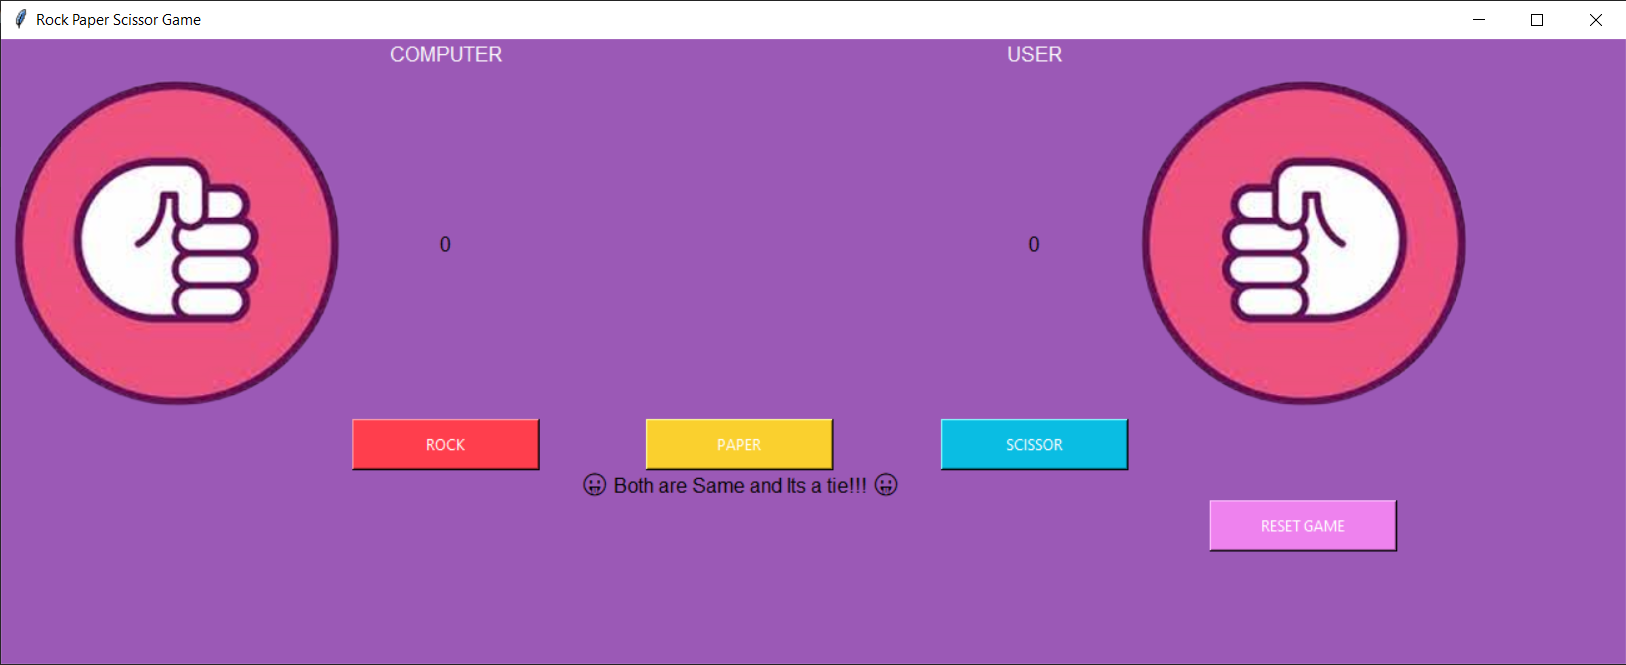 Rock Paper Scissor Game
COMPUTER
USER
0
0
ROCK
PAPER
SCISSOR
😛 Both are Same and Its a tie!!! 😛
RESET GAME